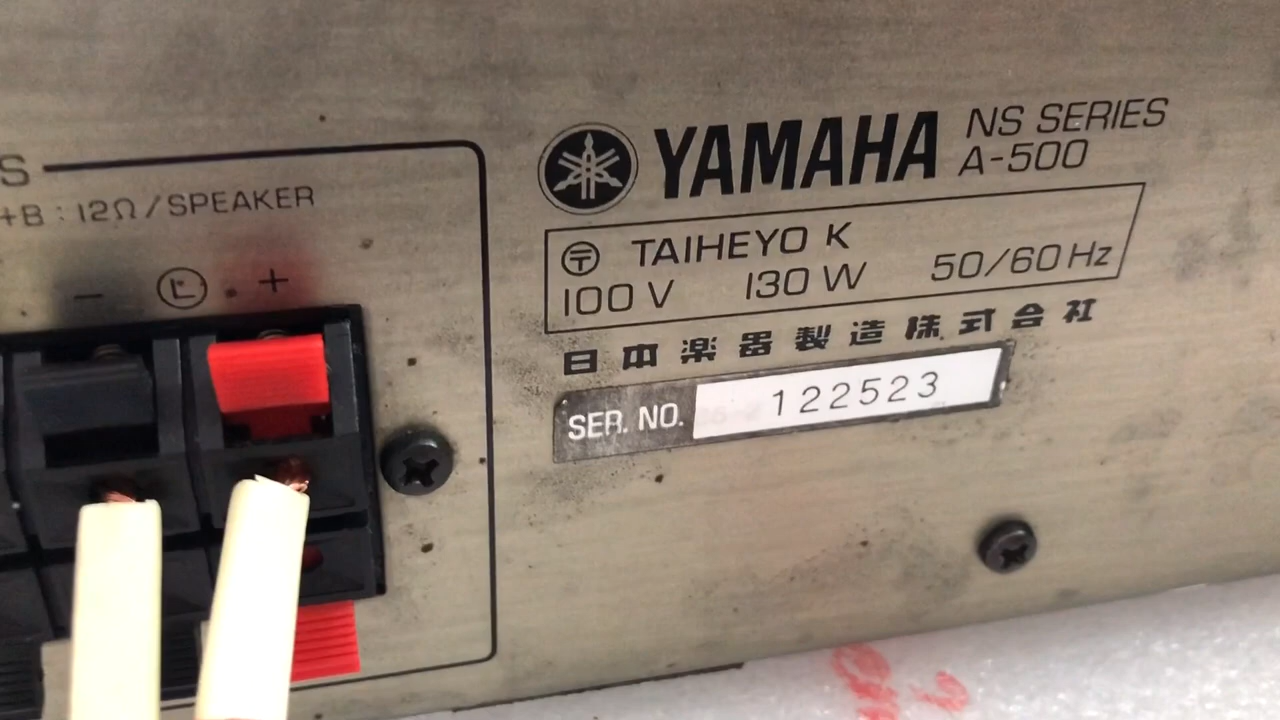 S
+B : 12Ω/SPEAKER
− L +
YAMAHA NS SERIES
A-500
〒 TAIHEYO K
100 V 130 W 50/60 Hz
日本楽器製造株式会社
SER. NO. 122523